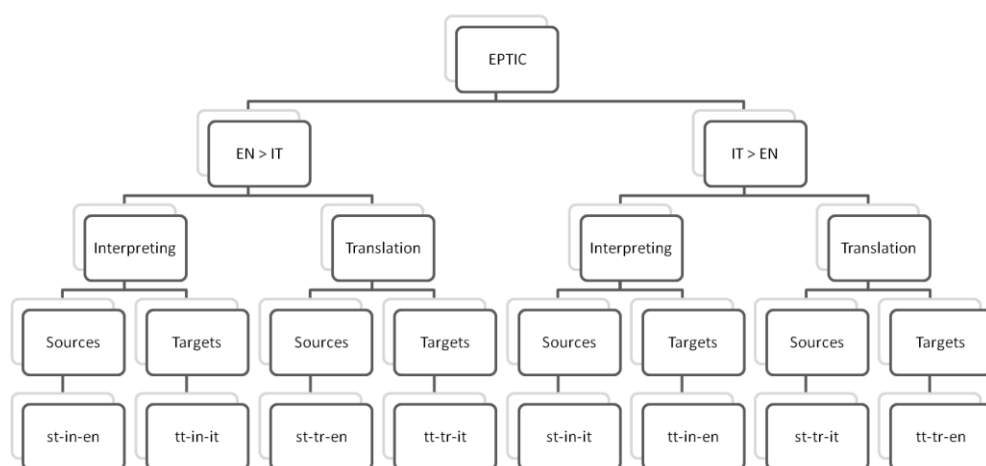 EPTIC
EN > IT
IT > EN
Interpreting
Translation
Interpreting
Translation
Sources
Targets
Sources
Targets
Sources
Targets
Sources
Targets
st-in-en
tt-in-it
st-tr-en
tt-tr-it
st-in-it
tt-in-en
st-tr-it
tt-tr-en